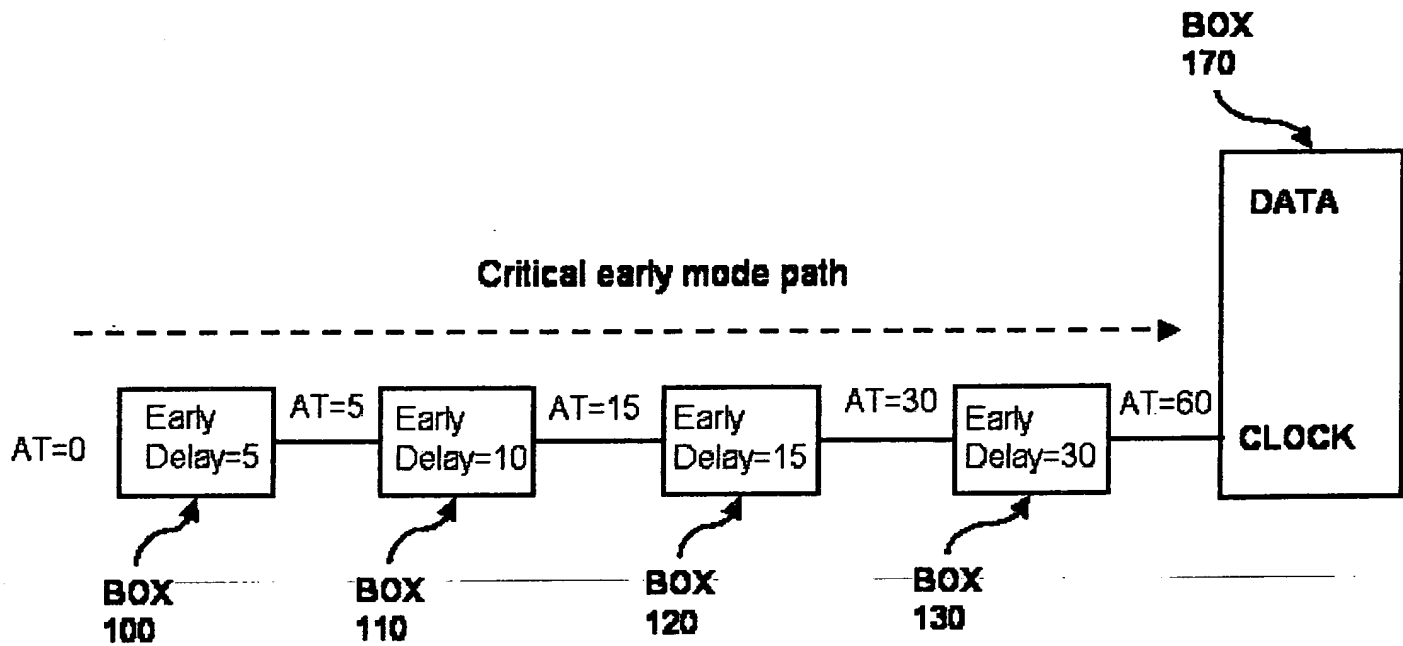 BOX
170
DATA
Critical early mode path
AT=0
Early
Delay=5
AT=5
Early
Delay=10
AT=15
Early
Delay=15
AT=30
Early
Delay=30
AT=60
CLOCK
BOX
100
BOX
110
BOX
120
BOX
130